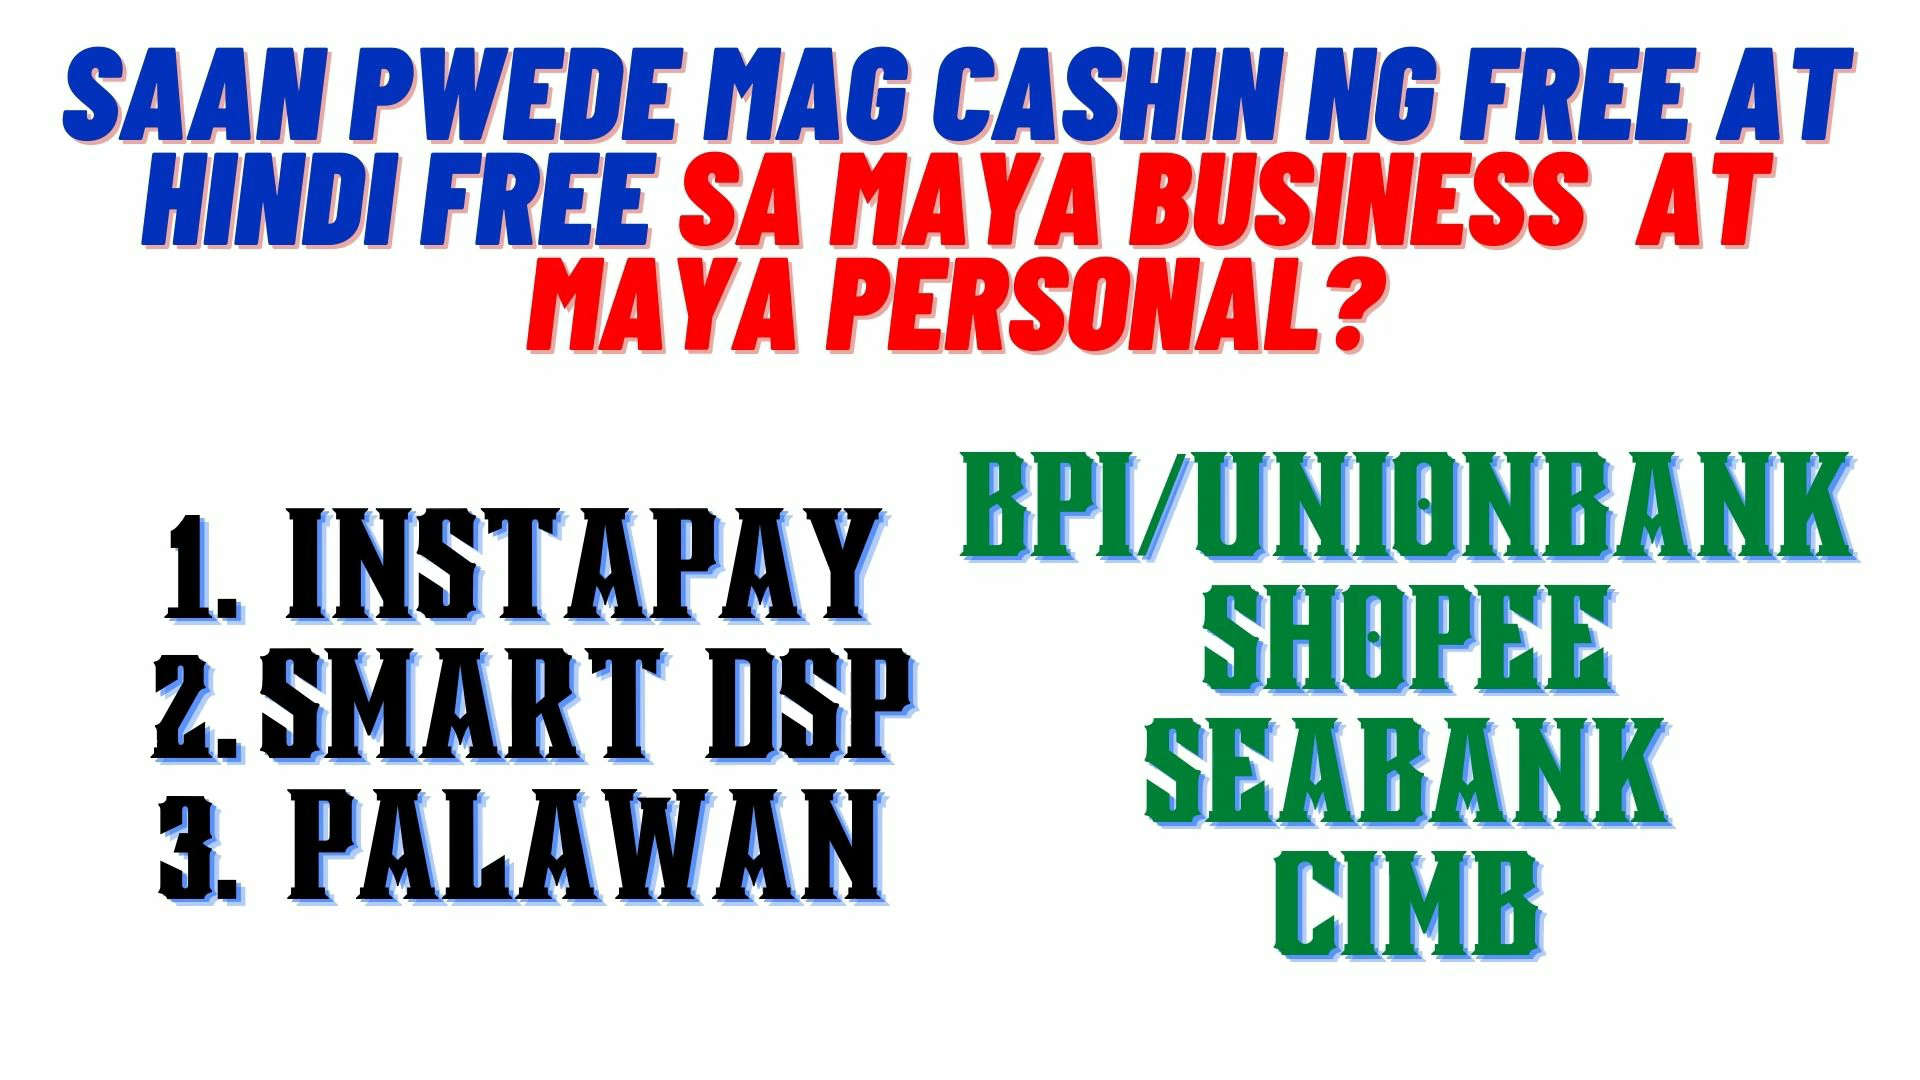 SAAN PWEDE MAG CASHIN NG FREE AT
HINDI FREE SA MAYA BUSINESS AT
MAYA PERSONAL?
1. INSTAPAY
2. SMART DSP
3. PALAWAN
BPI/UNIONBANK
SHOPEE
SEABANK
CIMB